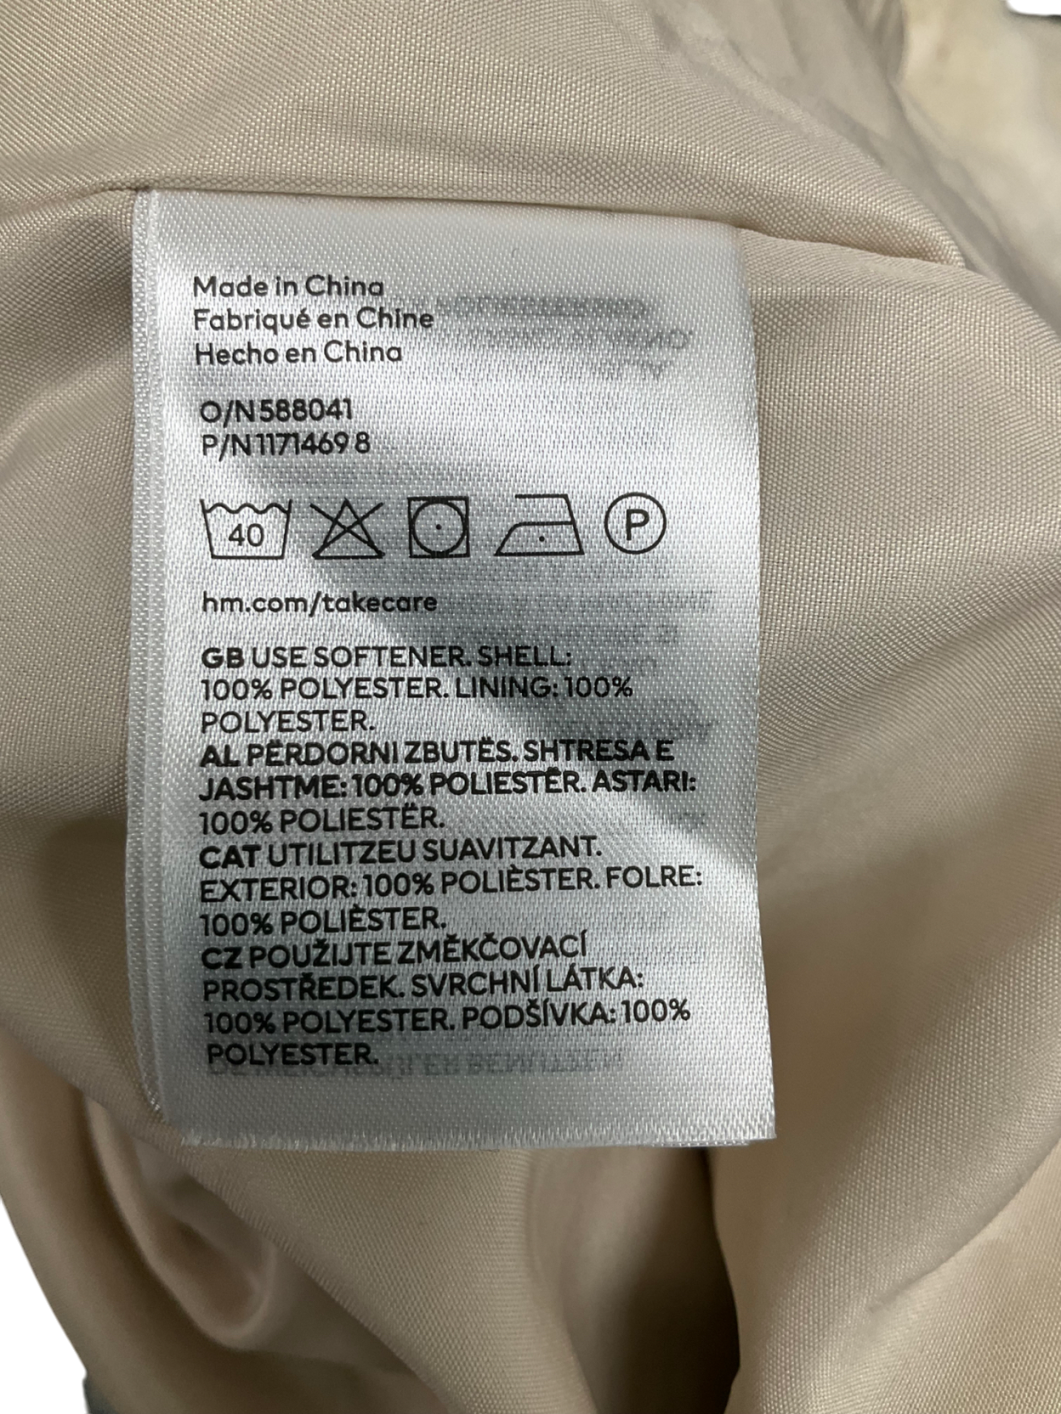 Made in China
Fabriqué en Chine
Hecho en China
O/N 588041
P/N 1171469 8
40
P
hm.com/takecare
GB USE SOFTENER. SHELL:
100% POLYESTER. LINING: 100%
POLYESTER.
AL PËRDORNI ZBUTËS. SHTRESA E
JASHTME: 100% POLIESTËR. ASTARI:
100% POLIESTËR.
CAT UTILITZEU SUAVITZANT.
EXTERIOR: 100% POLIÈSTER. FOLRE:
100% POLIÈSTER.
CZ POUŽIJTE ZMĚKČOVACÍ
PROSTŘEDEK. SVRCHNÍ LÁTKA:
100% POLYESTER. PODŠÍVKA: 100%
POLYESTER.